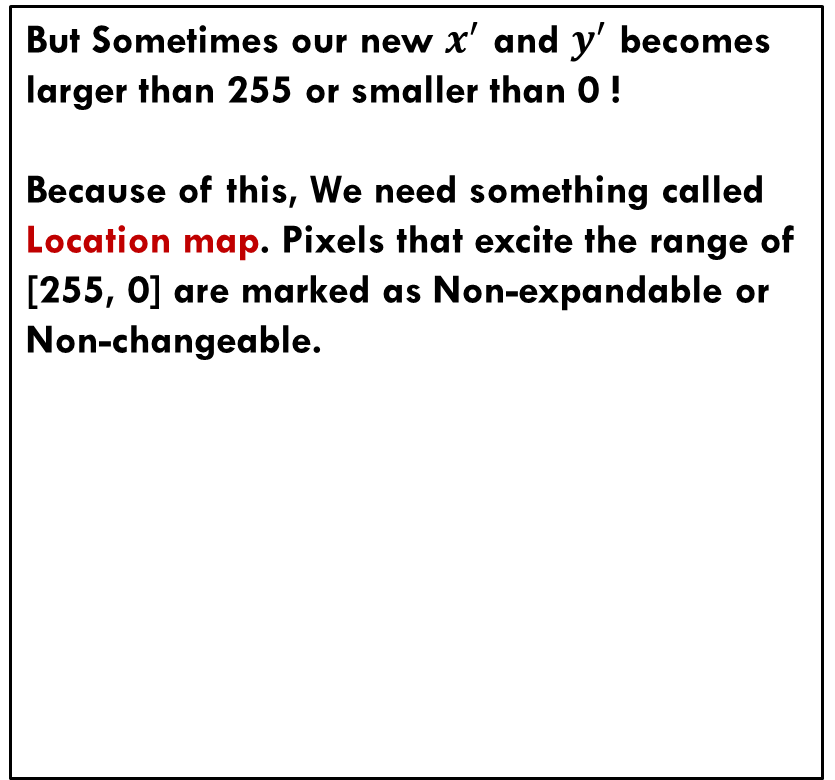 But Sometimes our new x′ and y′ becomes
larger than 255 or smaller than 0 !
Because of this, We need something called
Location map. Pixels that excite the range of
[255, 0] are marked as Non-expandable or
Non-changeable.